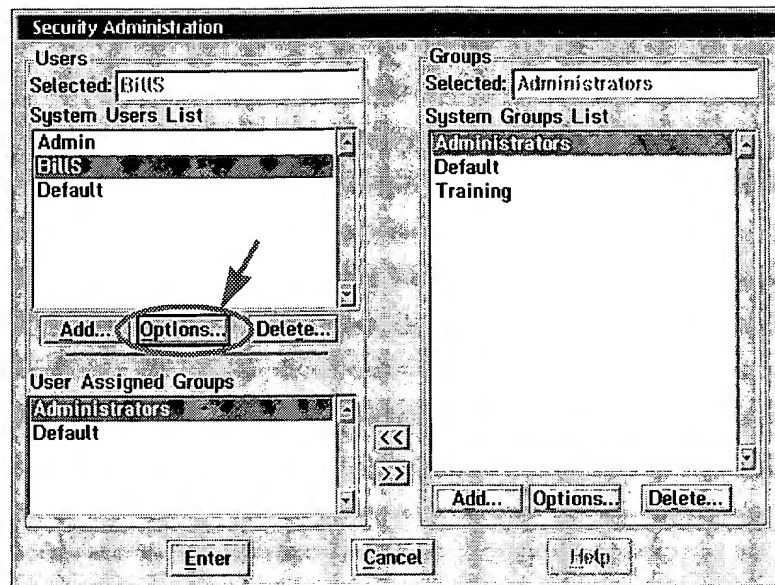 Security Administration
Users
Selected: BillS
System Users List
Admin
BillS
Default
Add... Options... Delete...
User Assigned Groups
Administrators
Default
<<
>>
Groups
Selected: Administrators
System Groups List
Administrators
Default
Training
Add... Options... Delete...
Enter Cancel Help